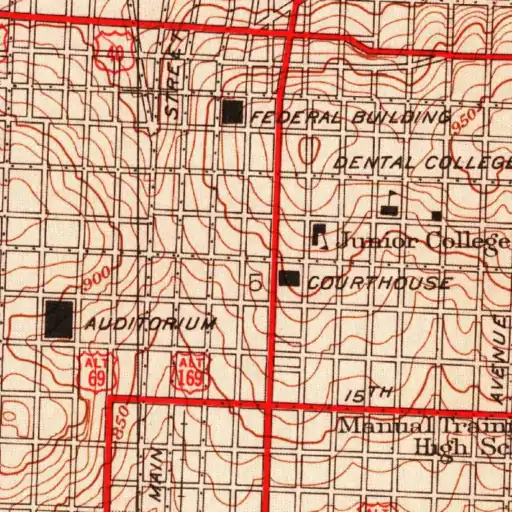 40
STREET
FEDERAL BUILDING
950
DENTAL COLLEGE
Junior College
900
COURTHOUSE
AUDITORIUM
AVENUE
ALT
69
ALT
169
15TH
850
Manual Train
High Sc
MAIN